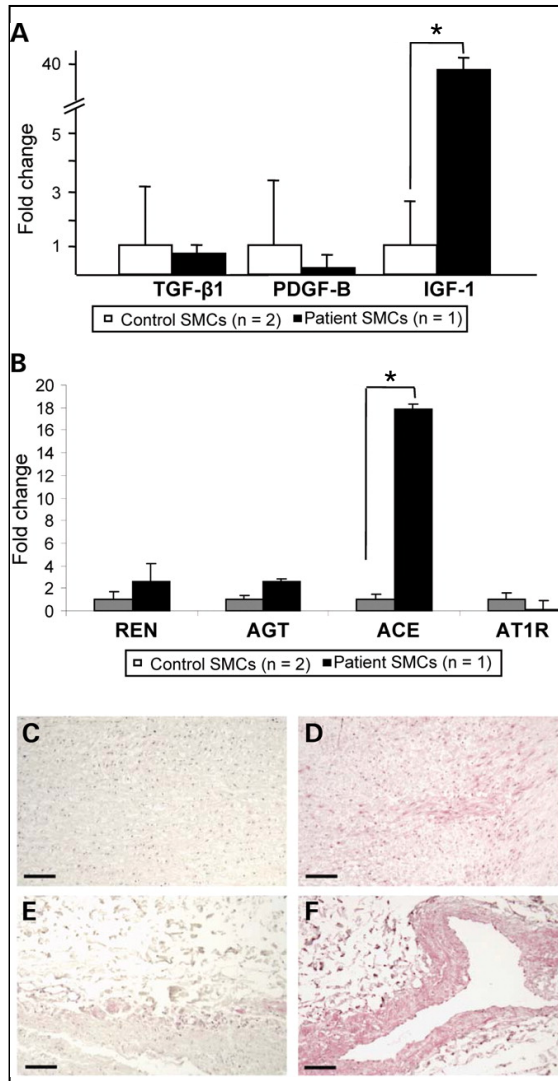 A
*
40
5
3
1
Fold change
TGF-β1 PDGF-B IGF-1
Control SMCs (n = 2) Patient SMCs (n = 1)
B
*
20
18
16
14
12
10
8
6
4
2
0
Fold change
REN AGT ACE AT1R
Control SMCs (n = 2) Patient SMCs (n = 1)
C D
E F